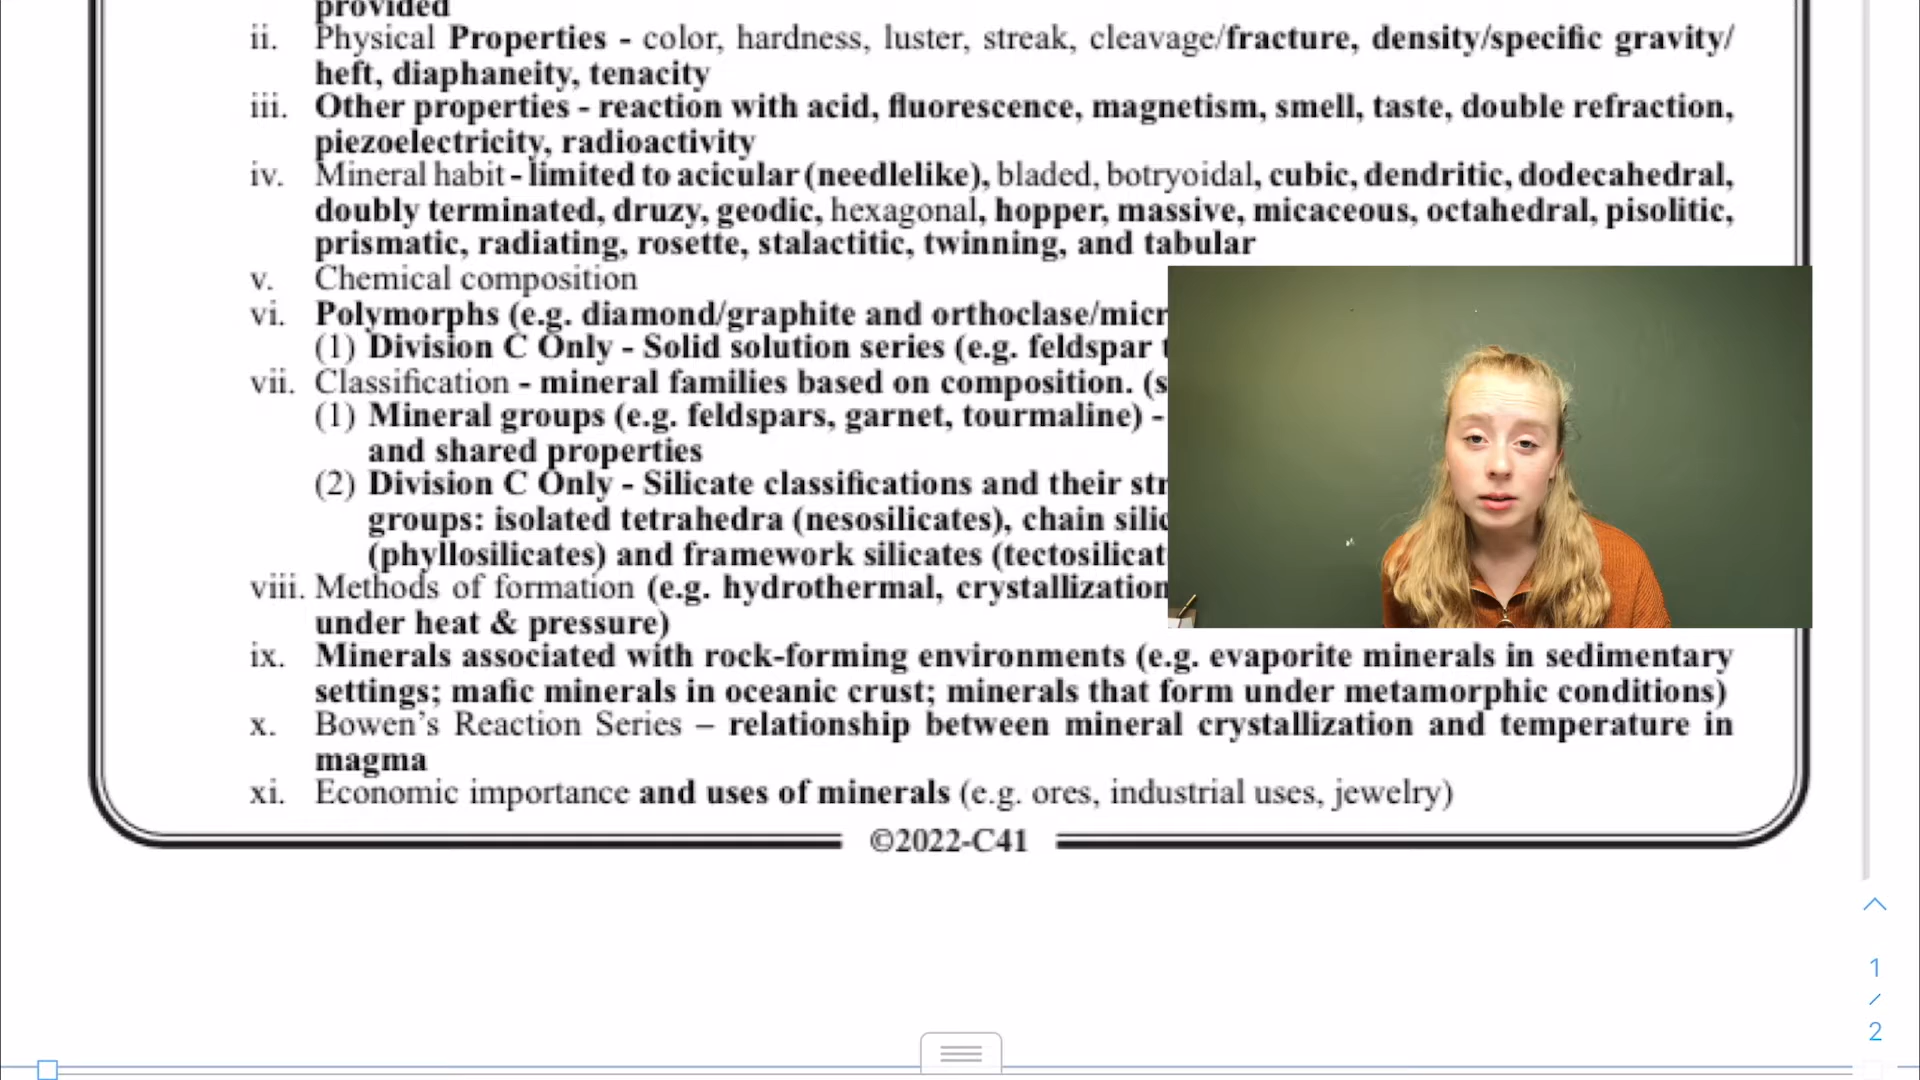 provided
ii. Physical Properties - color, hardness, luster, streak, cleavage/fracture, density/specific gravity/
heft, diaphaneity, tenacity
iii. Other properties - reaction with acid, fluorescence, magnetism, smell, taste, double refraction,
piezoelectricity, radioactivity
iv. Mineral habit - limited to acicular (needlelike), bladed, botryoidal, cubic, dendritic, dodecahedral,
doubly terminated, druzy, geodic, hexagonal, hopper, massive, micaceous, octahedral, pisolitic,
prismatic, radiating, rosette, stalactitic, twinning, and tabular
v. Chemical composition
vi. Polymorphs (e.g. diamond/graphite and orthoclase/micr
(1) Division C Only - Solid solution series (e.g. feldspar
vii. Classification - mineral families based on composition. (s
(1) Mineral groups (e.g. feldspars, garnet, tourmaline) -
and shared properties
(2) Division C Only - Silicate classifications and their str
groups: isolated tetrahedra (nesosilicates), chain silic
(phyllosilicates) and framework silicates (tectosilicat
viii. Methods of formation (e.g. hydrothermal, crystallization
under heat & pressure)
ix. Minerals associated with rock-forming environments (e.g. evaporite minerals in sedimentary
settings; mafic minerals in oceanic crust; minerals that form under metamorphic conditions)
x. Bowen's Reaction Series – relationship between mineral crystallization and temperature in
magma
xi. Economic importance and uses of minerals (e.g. ores, industrial uses, jewelry)
©2022-C41
1
/
2